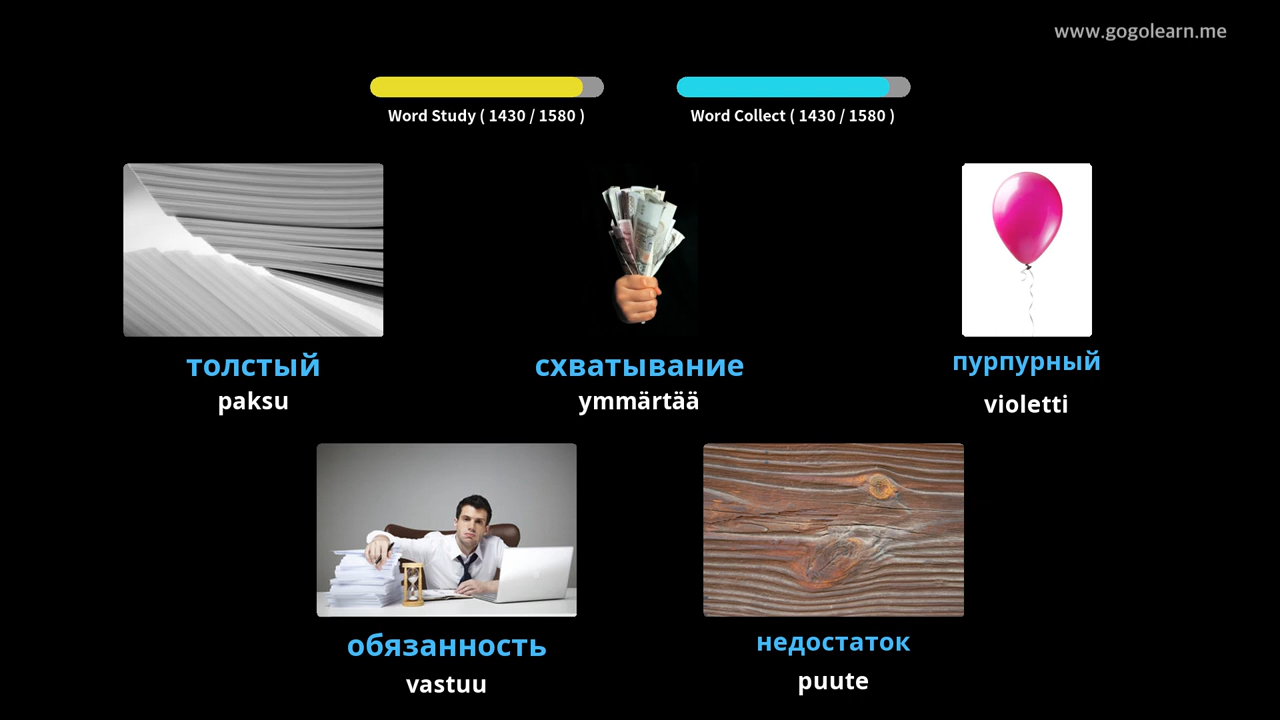 www.gogolearn.me
Word Study ( 1430 / 1580 )
Word Collect ( 1430 / 1580 )
толстый
paksu
схватывание
ymmärtää
пурпурный
violetti
обязанность
vastuu
недостаток
puute